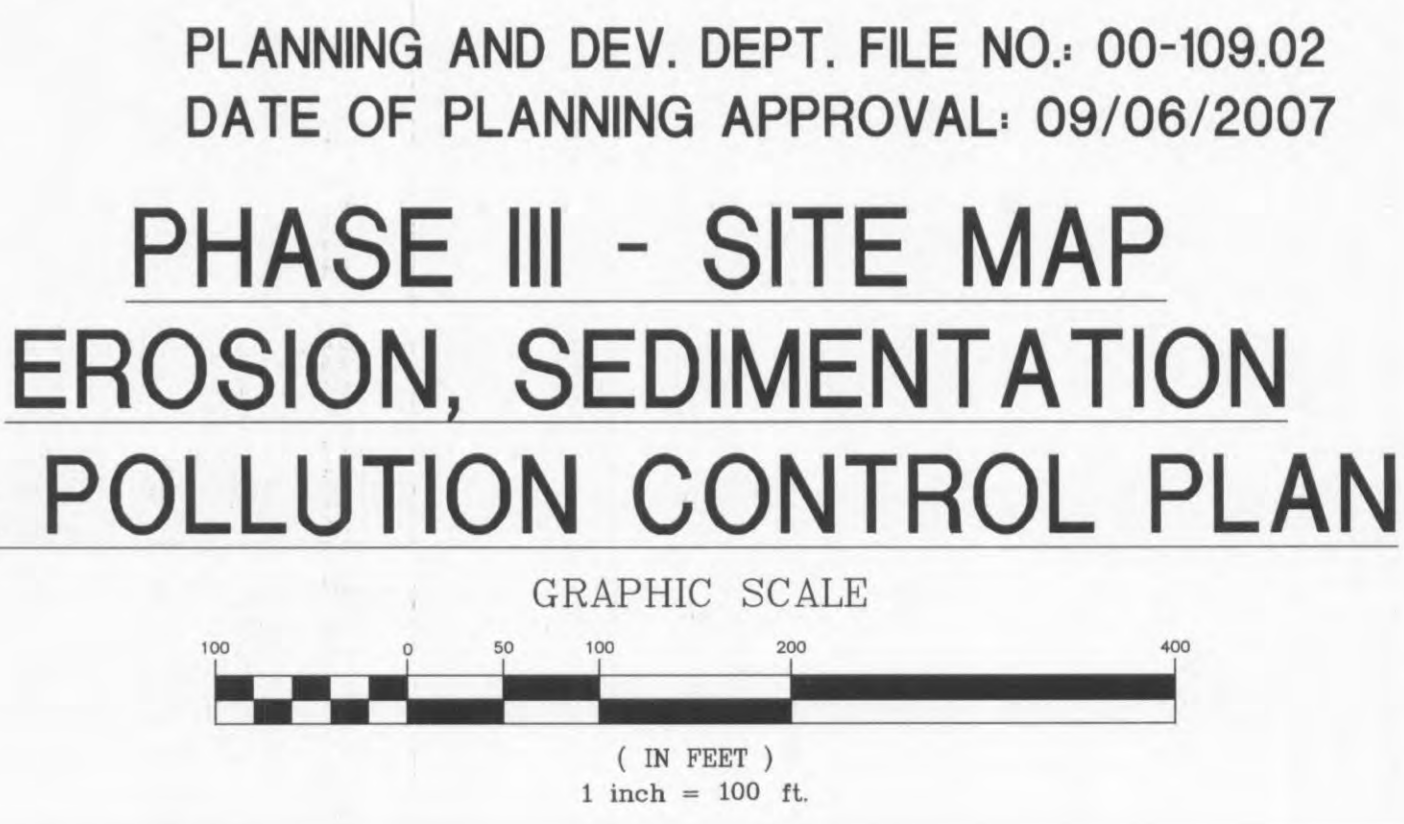 PLANNING AND DEV. DEPT. FILE NO.: 00-109.02
DATE OF PLANNING APPROVAL: 09/06/2007
PHASE III - SITE MAP
EROSION, SEDIMENTATION
POLLUTION CONTROL PLAN
GRAPHIC SCALE
100 0 50 100 200 400
( IN FEET )
1 inch = 100 ft.